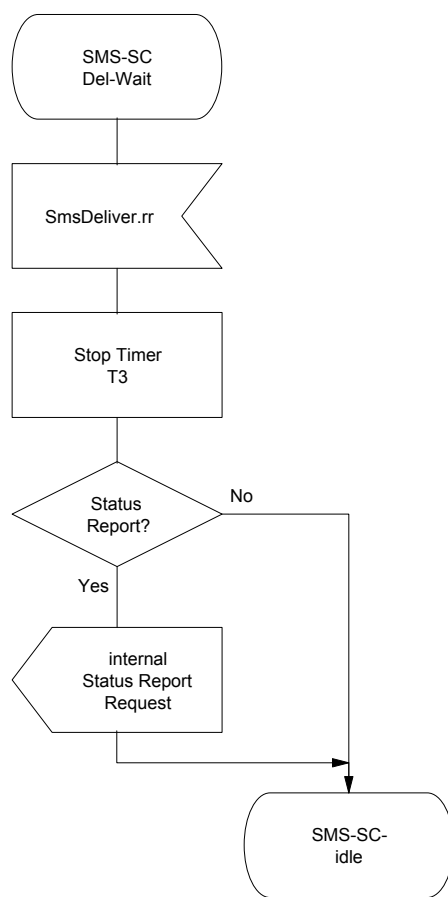 SMS-SC
Del-Wait
SmsDeliver.rr
Stop Timer
T3
Status
Report?
No
Yes
internal
Status Report
Request
SMS-SC-
idle